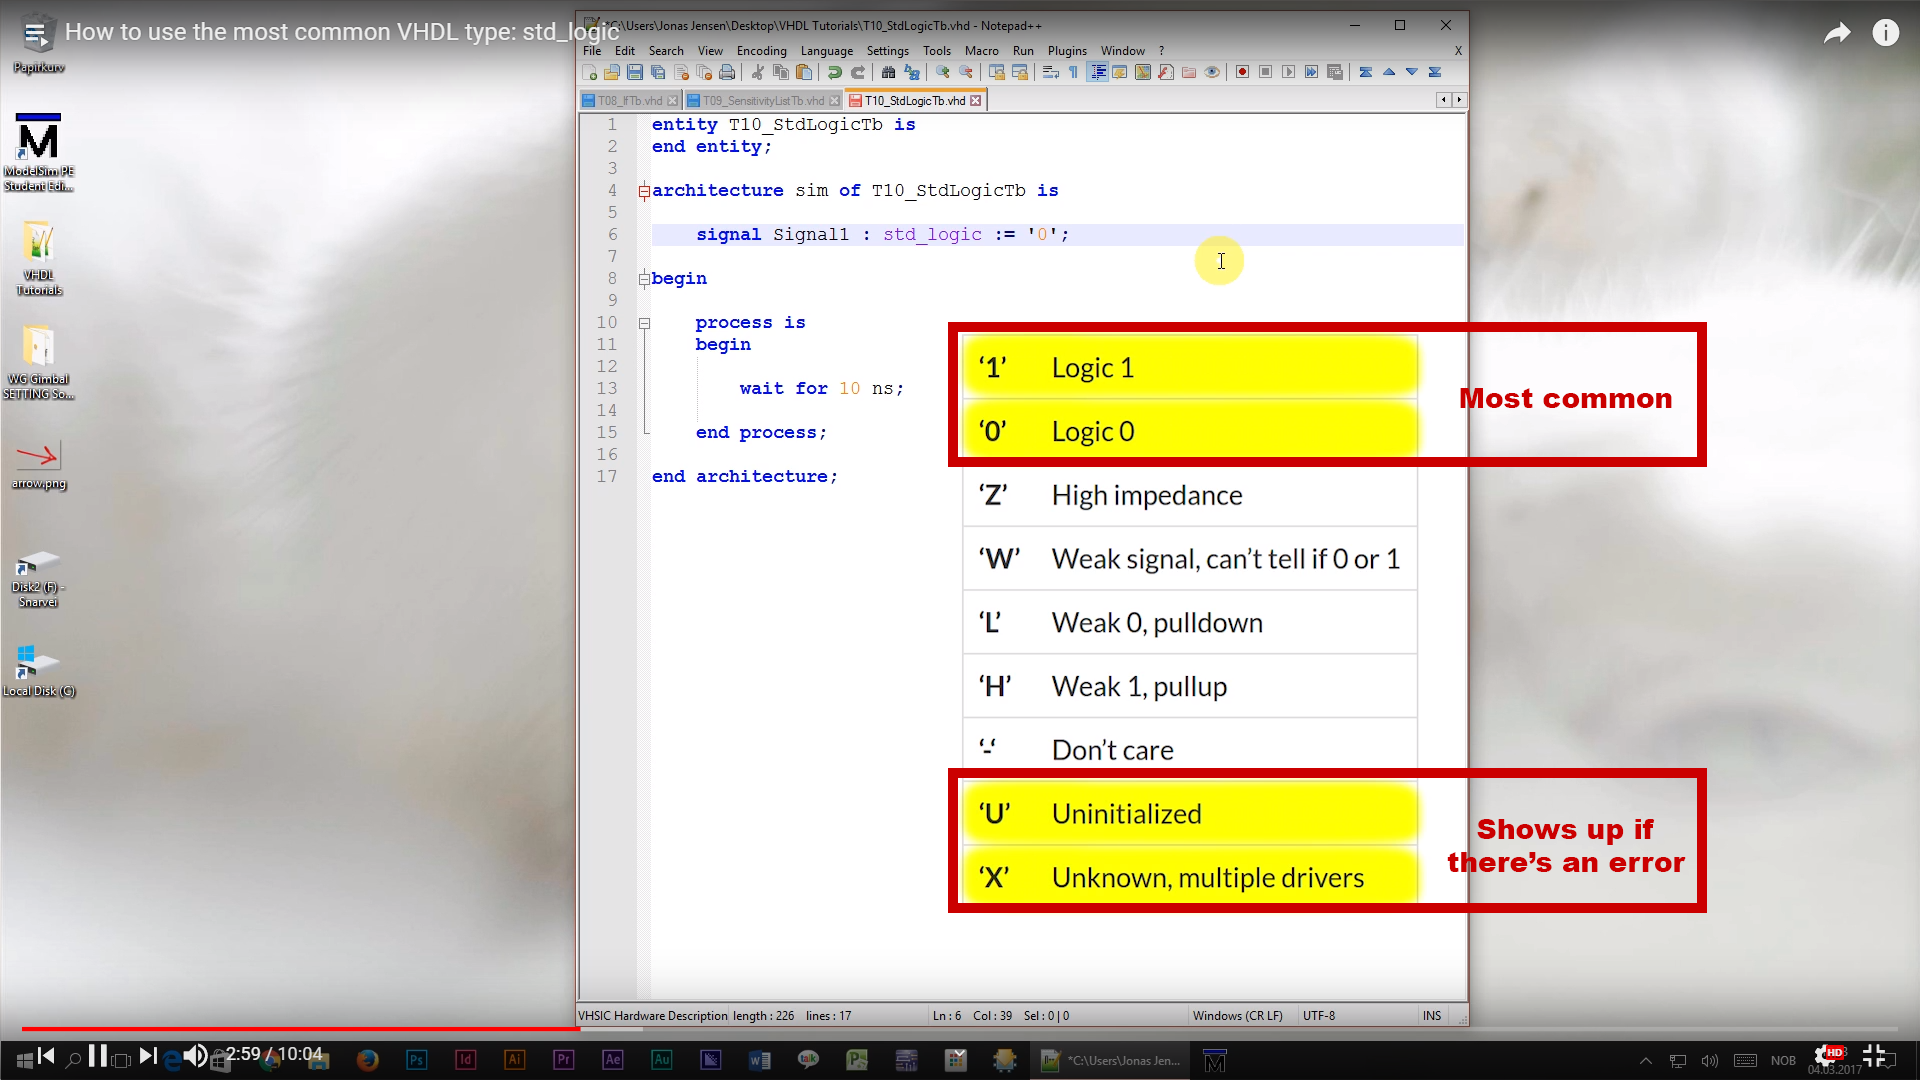 How to use the most common VHDL type: std_logic
Papirkurv
ModelSim PE
Student Edi...
VHDL
Tutorials
WG Gimbal
SETTING So...
arrow.png
Disk2 (F) -
Snarvei
Local Disk (C)
*C:\Users\Jonas Jensen\Desktop\VHDL Tutorials\T10_StdLogicTb.vhd - Notepad++
File Edit Search View Encoding Language Settings Tools Macro Run Plugins Window ? X
T08_IfTb.vhd T09_SensitivityListTb.vhd T10_StdLogicTb.vhd
1 entity T10_StdLogicTb is
2 end entity;
3
4 architecture sim of T10_StdLogicTb is
5
6 signal Signal1 : std_logic := '0';
7
8 begin
9
10 process is
11 begin
12
13 wait for 10 ns;
14
15 end process;
16
17 end architecture;
‘1’ Logic 1
‘0’ Logic 0
Most common
‘Z’ High impedance
‘W’ Weak signal, can’t tell if 0 or 1
‘L’ Weak 0, pulldown
‘H’ Weak 1, pullup
‘-‘ Don’t care
‘U’ Uninitialized
‘X’ Unknown, multiple drivers
Shows up if
there’s an error
VHSIC Hardware Description length : 226 lines : 17 Ln : 6 Col : 39 Sel : 0 | 0 Windows (CR LF) UTF-8 INS
2:59 / 10:04
Ps Id Ai Pr Ae Au
talk
*C:\Users\Jonas Jen...
NOB
HD
04.03.2017